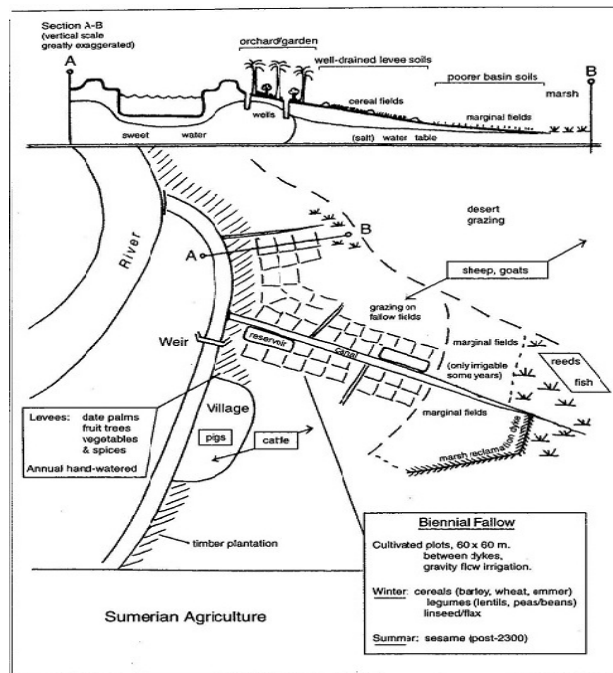 Section A-B
(vertical scale
greatly exaggerated)
A
orchard/garden
well-drained levee soils
poorer basin soils
marsh
B
cereal fields
marginal fields
wells
sweet water
(salt) water table
River
A
B
desert
grazing
sheep, goats
grazing on
fallow fields
Weir
reservoir
canal
marginal fields
(only irrigable
some years)
reeds
fish
marginal fields
marsh reclamation dyke
Levees: date palms
fruit trees
vegetables
& spices
Annual hand-watered
Village
pigs
cattle
timber plantation
Biennial Fallow
Cultivated plots, 60 x 60 m.
between dykes,
gravity flow irrigation.
Winter: cereals (barley, wheat, emmer)
legumes (lentils, peas/beans)
linseed/flax
Summer: sesame (post-2300)
Sumerian Agriculture